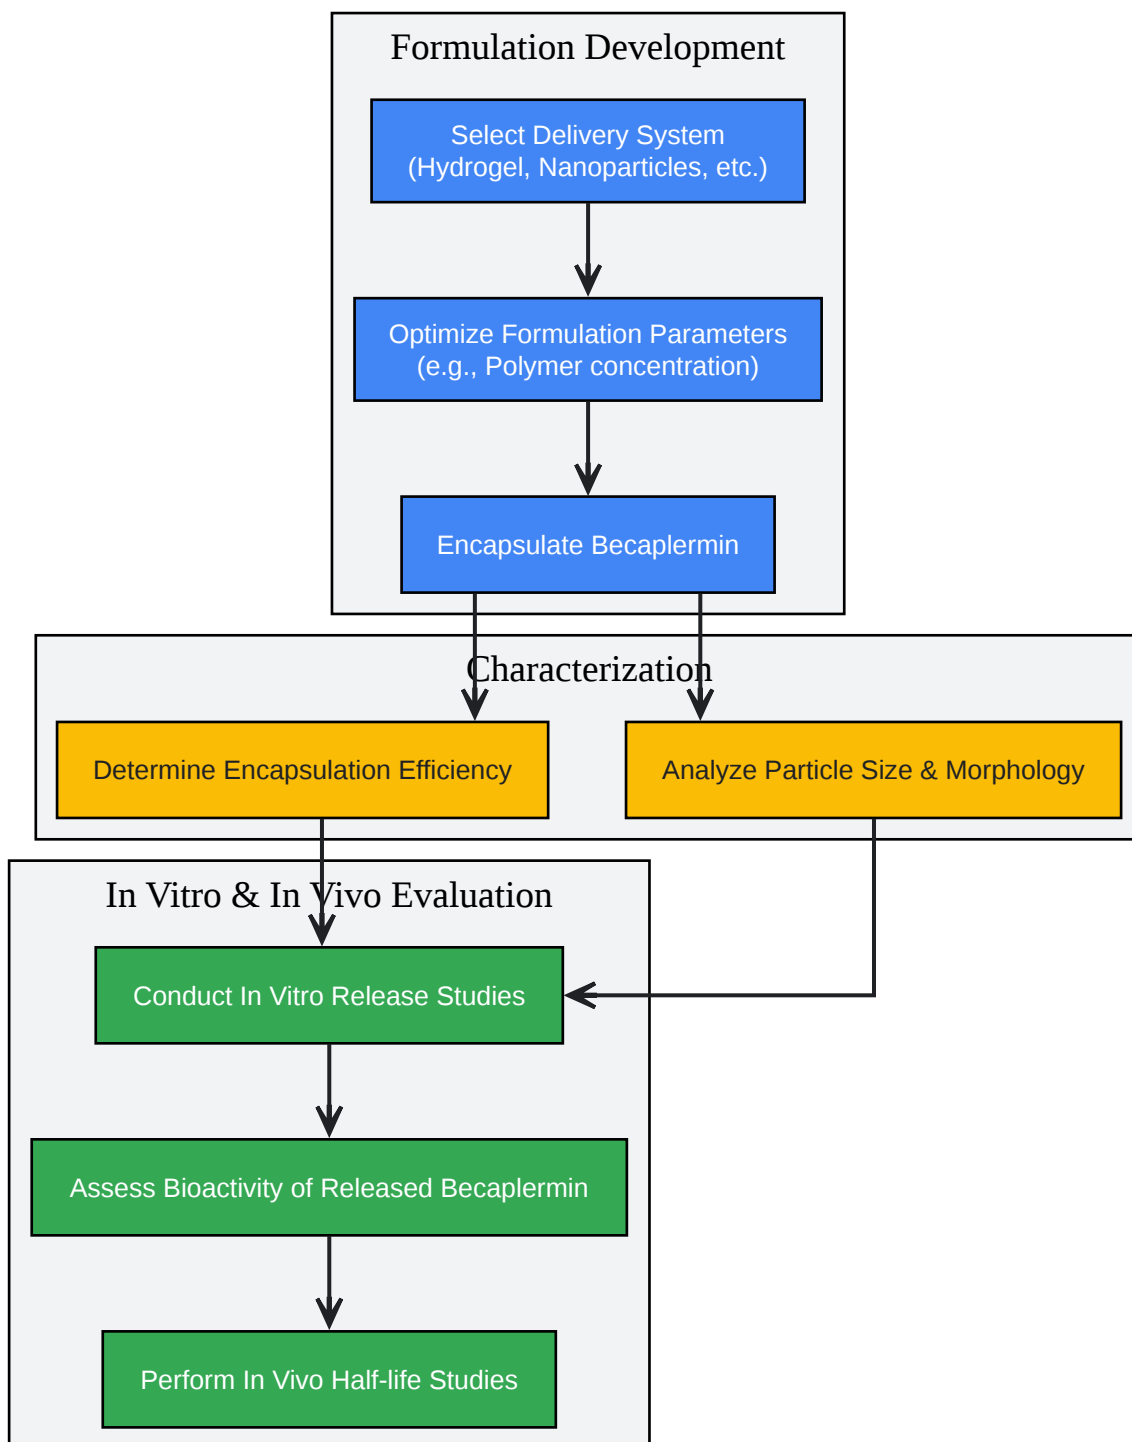 Formulation Development
Select Delivery System
(Hydrogel, Nanoparticles, etc.)
Optimize Formulation Parameters
(e.g., Polymer concentration)
Encapsulate Becaplermin
Characterization
Determine Encapsulation Efficiency
Analyze Particle Size & Morphology
In Vitro & In Vivo Evaluation
Conduct In Vitro Release Studies
Assess Bioactivity of Released Becaplermin
Perform In Vivo Half-life Studies